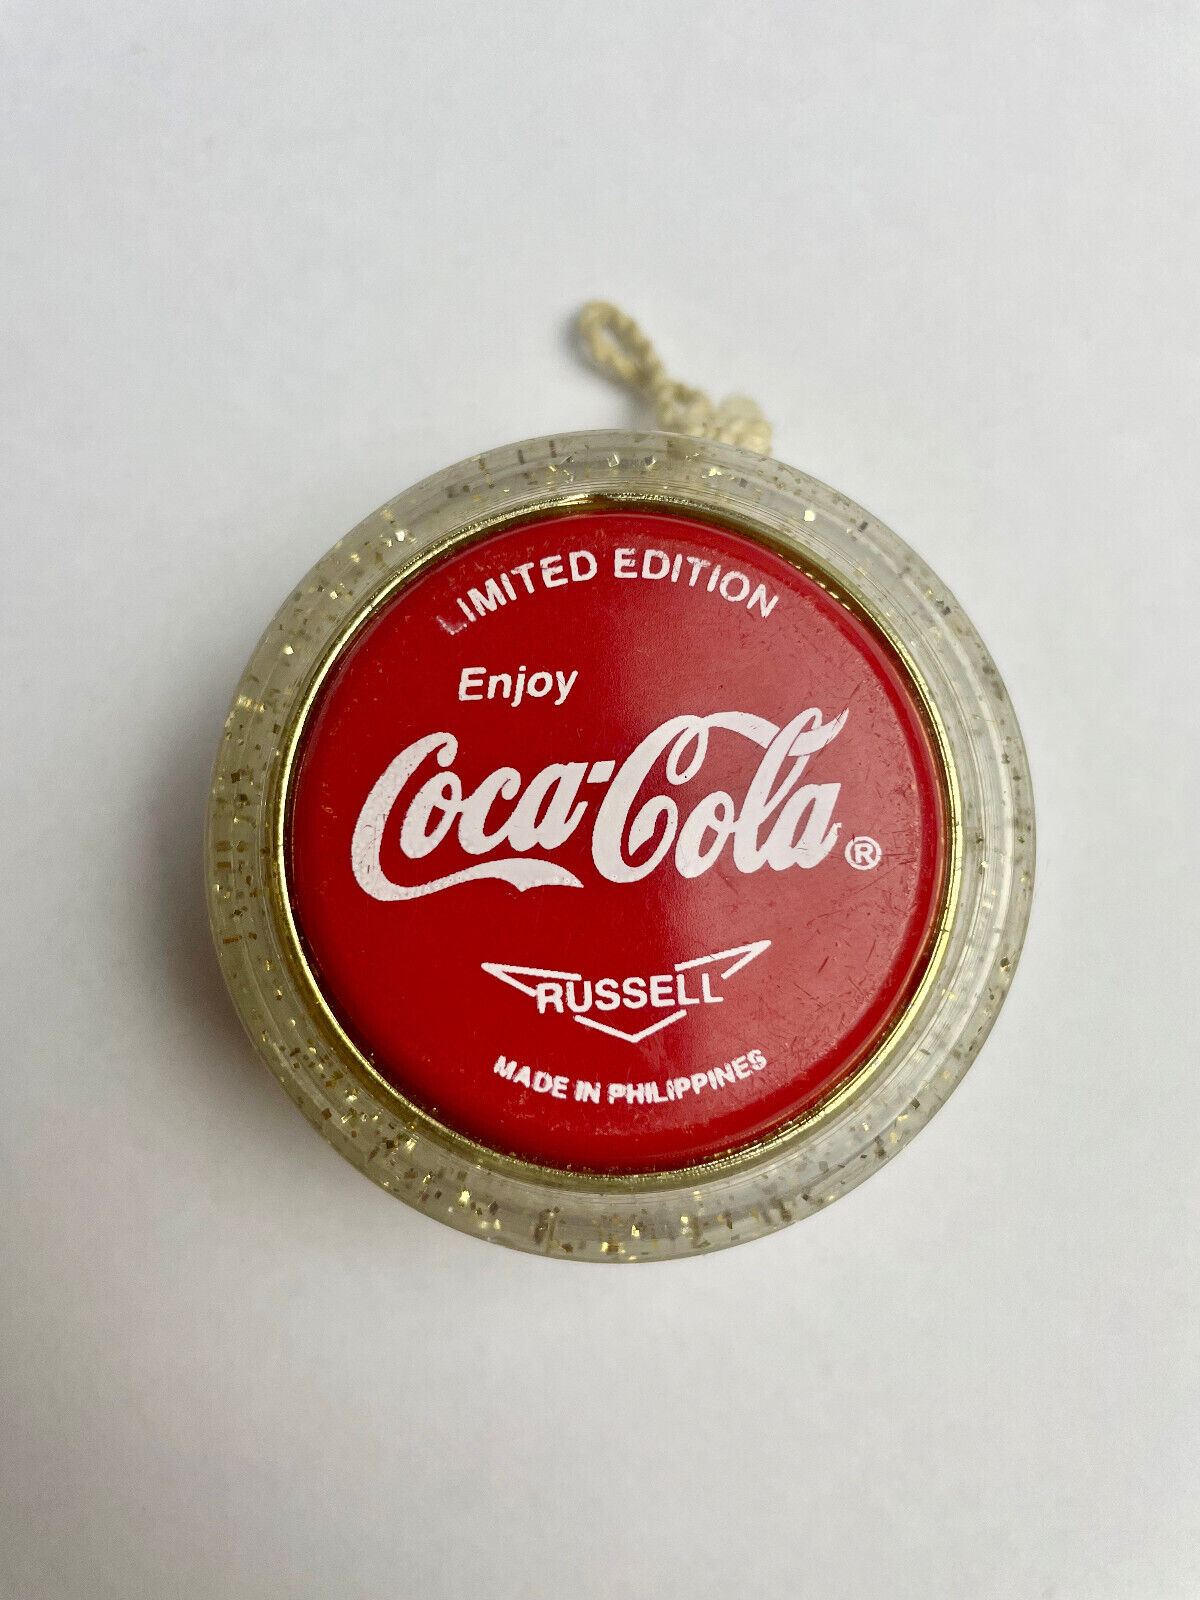 LIMITED EDITION
Enjoy
Coca-Cola®
RUSSELL
MADE IN PHILIPPINES